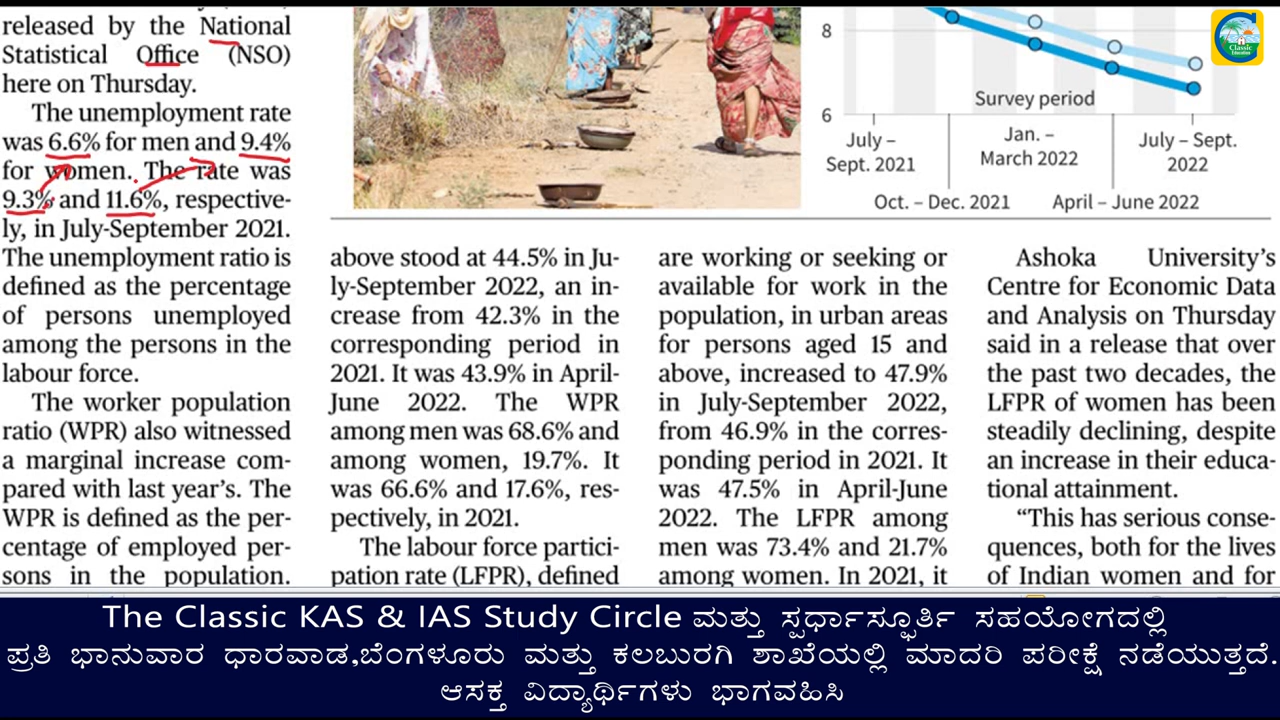 released by the National
Statistical Office (NSO)
here on Thursday.
The unemployment rate
was 6.6% for men and 9.4%
for women. The rate was
9.3% and 11.6%, respective-
ly, in July-September 2021.
The unemployment ratio is
defined as the percentage
of persons unemployed
among the persons in the
labour force.
The worker population
ratio (WPR) also witnessed
a marginal increase com-
pared with last year's. The
WPR is defined as the per-
centage of employed per-
sons in the population.
above stood at 44.5% in Ju-
ly-September 2022, an in-
crease from 42.3% in the
corresponding period in
2021. It was 43.9% in April-
June 2022. The WPR
among men was 68.6% and
among women, 19.7%. It
was 66.6% and 17.6%, res-
pectively, in 2021.
The labour force partici-
pation rate (LFPR), defined
are working or seeking or
available for work in the
population, in urban areas
for persons aged 15 and
above, increased to 47.9%
in July-September 2022,
from 46.9% in the corres-
ponding period in 2021. It
was 47.5% in April-June
2022. The LFPR among
men was 73.4% and 21.7%
among women. In 2021, it
8
6
Survey period
July –
Sept. 2021
Jan. –
March 2022
July – Sept.
2022
Oct. – Dec. 2021
April – June 2022
Ashoka University's
Centre for Economic Data
and Analysis on Thursday
said in a release that over
the past two decades, the
LFPR of women has been
steadily declining, despite
an increase in their educa-
tional attainment.
“This has serious conse-
quences, both for the lives
of Indian women and for
Classic
Education
The Classic KAS & IAS Study Circle ಮತ್ತು ಸ್ಪರ್ಧಾಸ್ಫೂರ್ತಿ ಸಹಯೋಗದಲ್ಲಿ
ಪ್ರತಿ ಭಾನುವಾರ ಧಾರವಾಡ,ಬೆಂಗಳೂರು ಮತ್ತು ಕಲಬುರಗಿ ಶಾಖೆಯಲ್ಲಿ ಮಾದರಿ ಪರೀಕ್ಷೆ ನಡೆಯುತ್ತದೆ.
ಆಸಕ್ತ ವಿದ್ಯಾರ್ಥಿಗಳು ಭಾಗವಹಿಸಿ